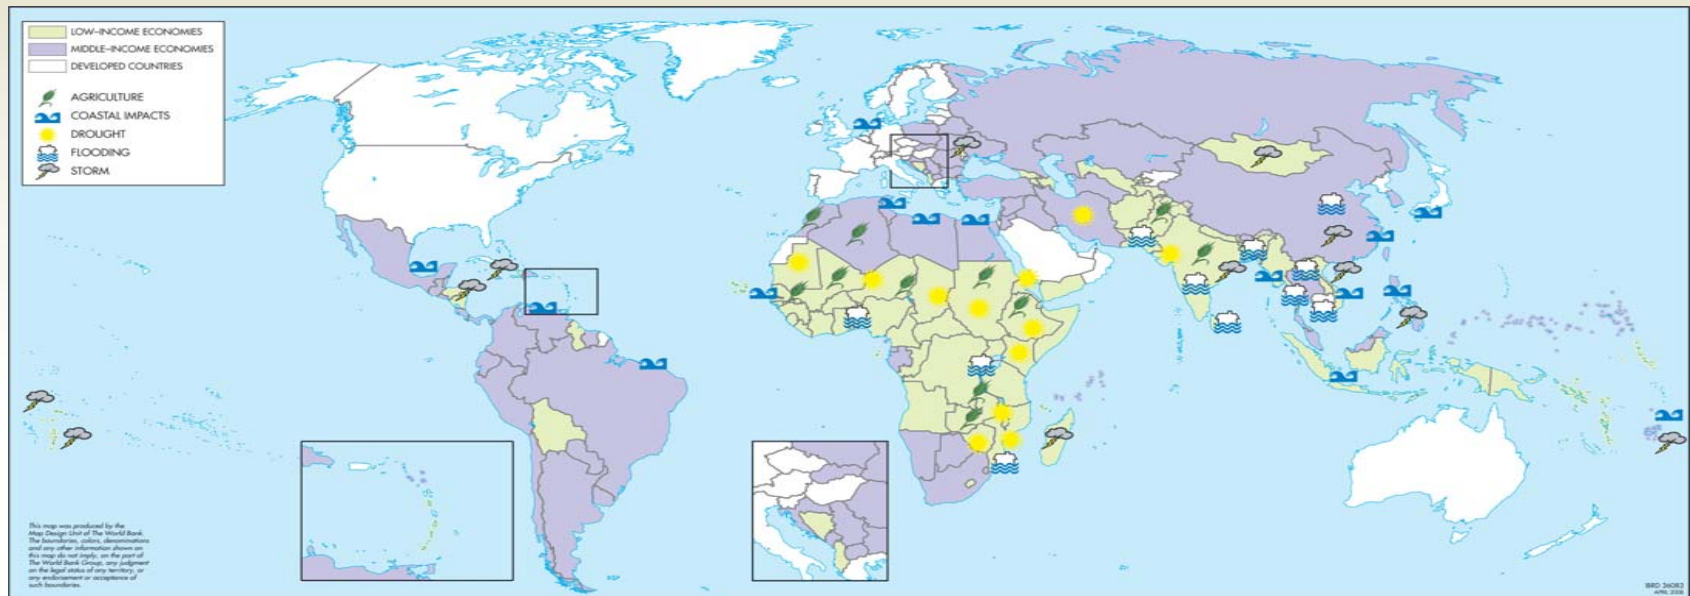 LOW–INCOME ECONOMIES
MIDDLE–INCOME ECONOMIES
DEVELOPED COUNTRIES
AGRICULTURE
COASTAL IMPACTS
DROUGHT
FLOODING
STORM
This map was produced by the
Map Design Unit of The World Bank.
The boundaries, colors, denominations
and any other information shown on
this map do not imply, on the part of
The World Bank Group, any judgment
on the legal status of any territory, or
any endorsement or acceptance of
such boundaries.
IBRD 36083
APRIL 2008